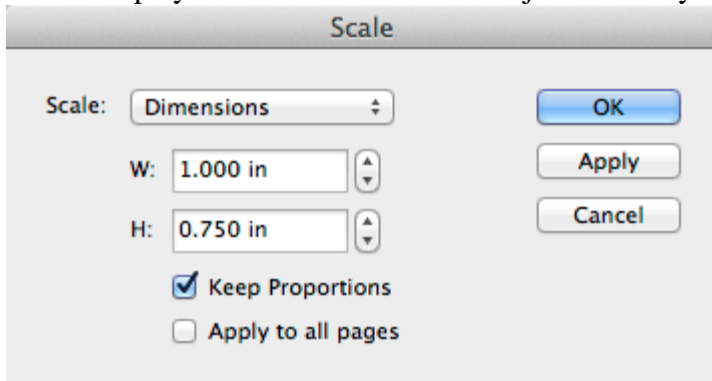 Scale
Scale: Dimensions OK
W: 1.000 in Apply
H: 0.750 in Cancel
Keep Proportions
Apply to all pages